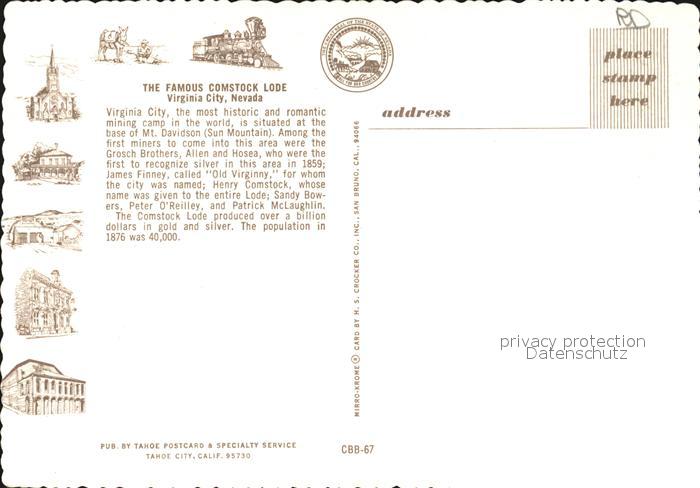 RD
place
stamp
here
THE FAMOUS COMSTOCK LODE
Virginia City, Nevada
Virginia City, the most historic and romantic
mining camp in the world, is situated at the
base of Mt. Davidson (Sun Mountain). Among the
first miners to come into this area were the
Grosch Brothers, Allen and Hosea, who were the
first to recognize silver in this area in 1859;
James Finney, called "Old Virginny," for whom
the city was named; Henry Comstock, whose
name was given to the entire Lode; Sandy Bow-
ers, Peter O'Reilley, and Patrick McLaughlin.
The Comstock Lode produced over a billion
dollars in gold and silver. The population in
1876 was 40,000.
address
MIRRO-KROME® CARD BY H. S. CROCKER CO., INC., SAN BRUNO, CAL., 94066
privacy protection
Datenschutz
PUB. BY TAHOE POSTCARD & SPECIALTY SERVICE
TAHOE CITY, CALIF. 95730
CBB-67